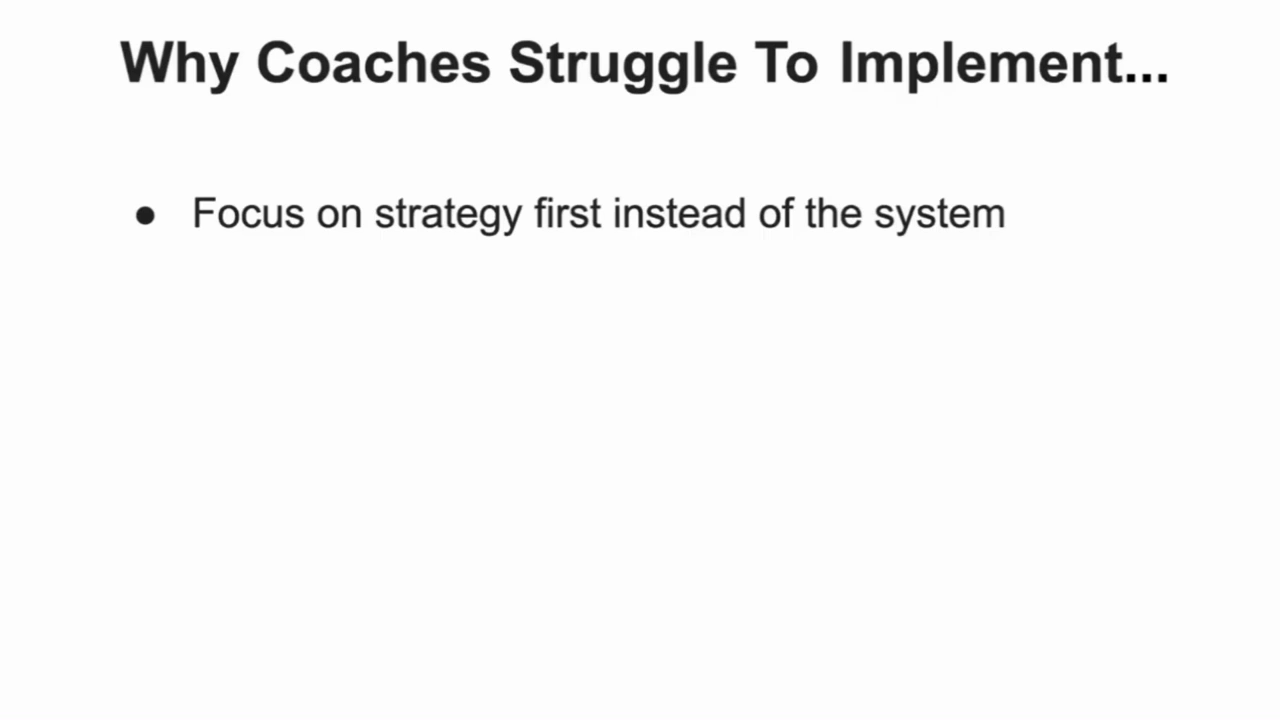 Why Coaches Struggle To Implement...
● Focus on strategy first instead of the system